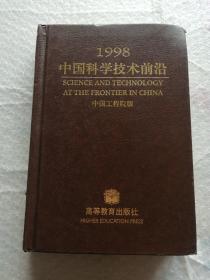 1998
中国科学技术前沿
SCIENCE AND TECHNOLOGY
AT THE FRONTIER IN CHINA
中国工程院版
高等教育出版社
HIGHER EDUCATION PRESS